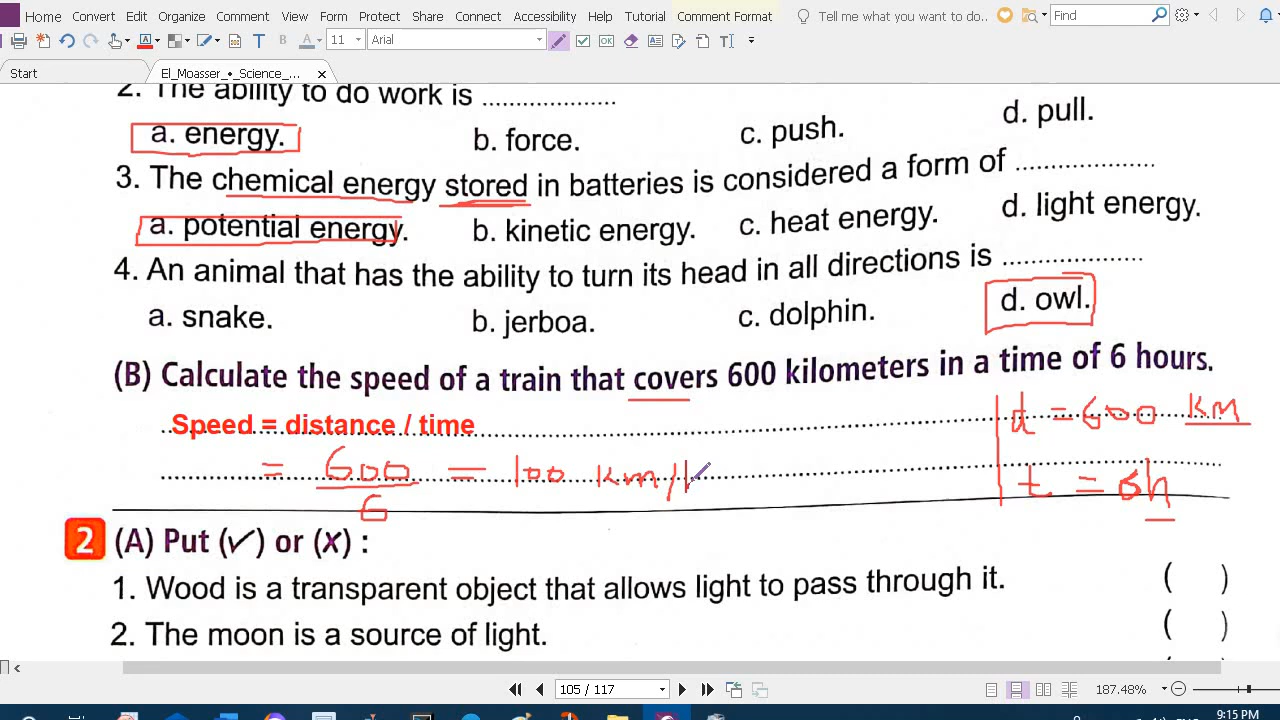 Home Convert Edit Organize Comment View Form Protect Share Connect Accessibility Help Tutorial Comment Format Tell me what you want to do.. Find
11 Arial
Start El_Moasser_•_Science_... ×
2. The ability to do work is ....................
a. energy. b. force. c. push. d. pull.
3. The chemical energy stored in batteries is considered a form of ....................
a. potential energy. b. kinetic energy. c. heat energy. d. light energy.
4. An animal that has the ability to turn its head in all directions is ....................
a. snake. b. jerboa. c. dolphin. d. owl.
(B) Calculate the speed of a train that covers 600 kilometers in a time of 6 hours.
Speed = distance / time
d = 600 KM
= 600/6 = 100 km/h
t = 6h
2 (A) Put (✓) or (x) :
1. Wood is a transparent object that allows light to pass through it. ( )
2. The moon is a source of light. ( )
105 / 117 187.48%
9:15 PM